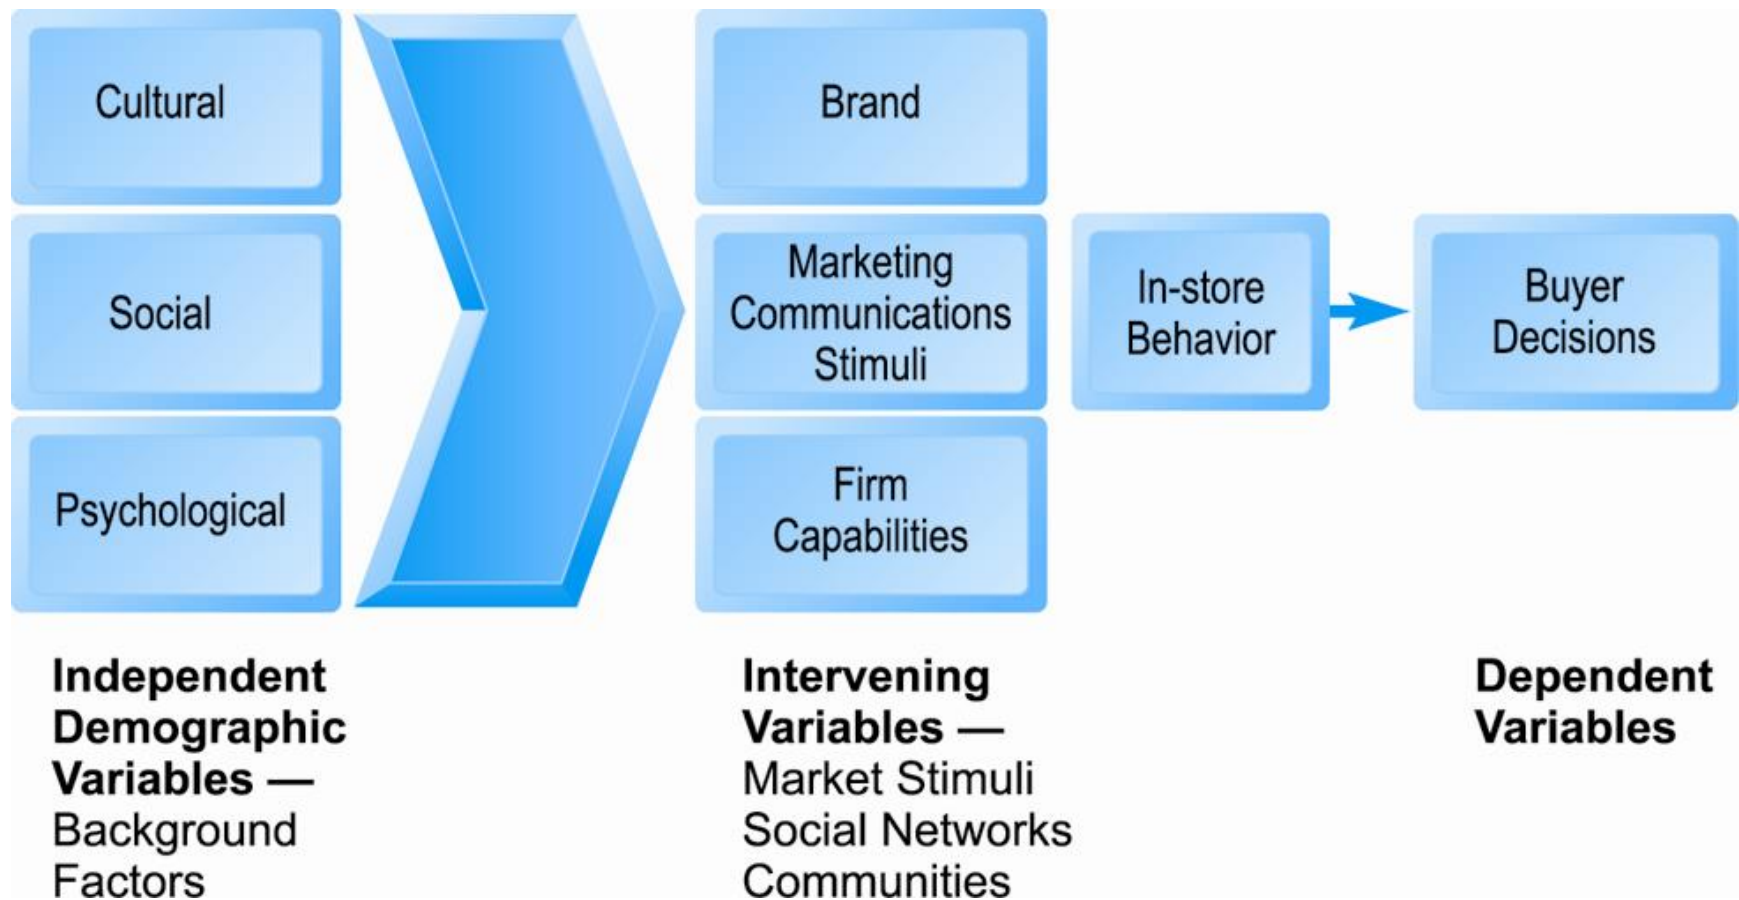 Cultural
Social
Psychological
Brand
Marketing
Communications
Stimuli
Firm
Capabilities
In-store
Behavior
Buyer
Decisions
Independent
Demographic
Variables —
Background
Factors
Intervening
Variables —
Market Stimuli
Social Networks
Communities
Dependent
Variables